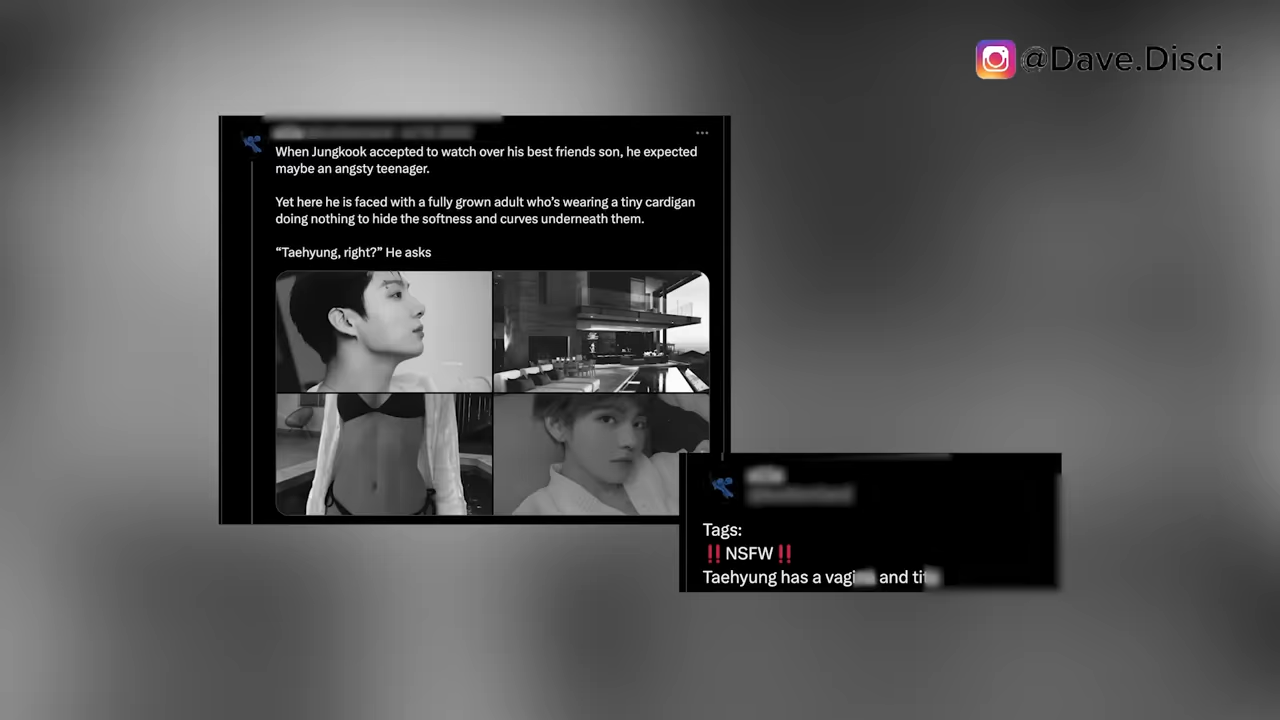 @Dave.Disci
When Jungkook accepted to watch over his best friends son, he expected
maybe an angsty teenager.
Yet here he is faced with a fully grown adult who’s wearing a tiny cardigan
doing nothing to hide the softness and curves underneath them.
“Taehyung, right?” He asks
Tags:
‼️NSFW‼️
Taehyung has a vagi and tit